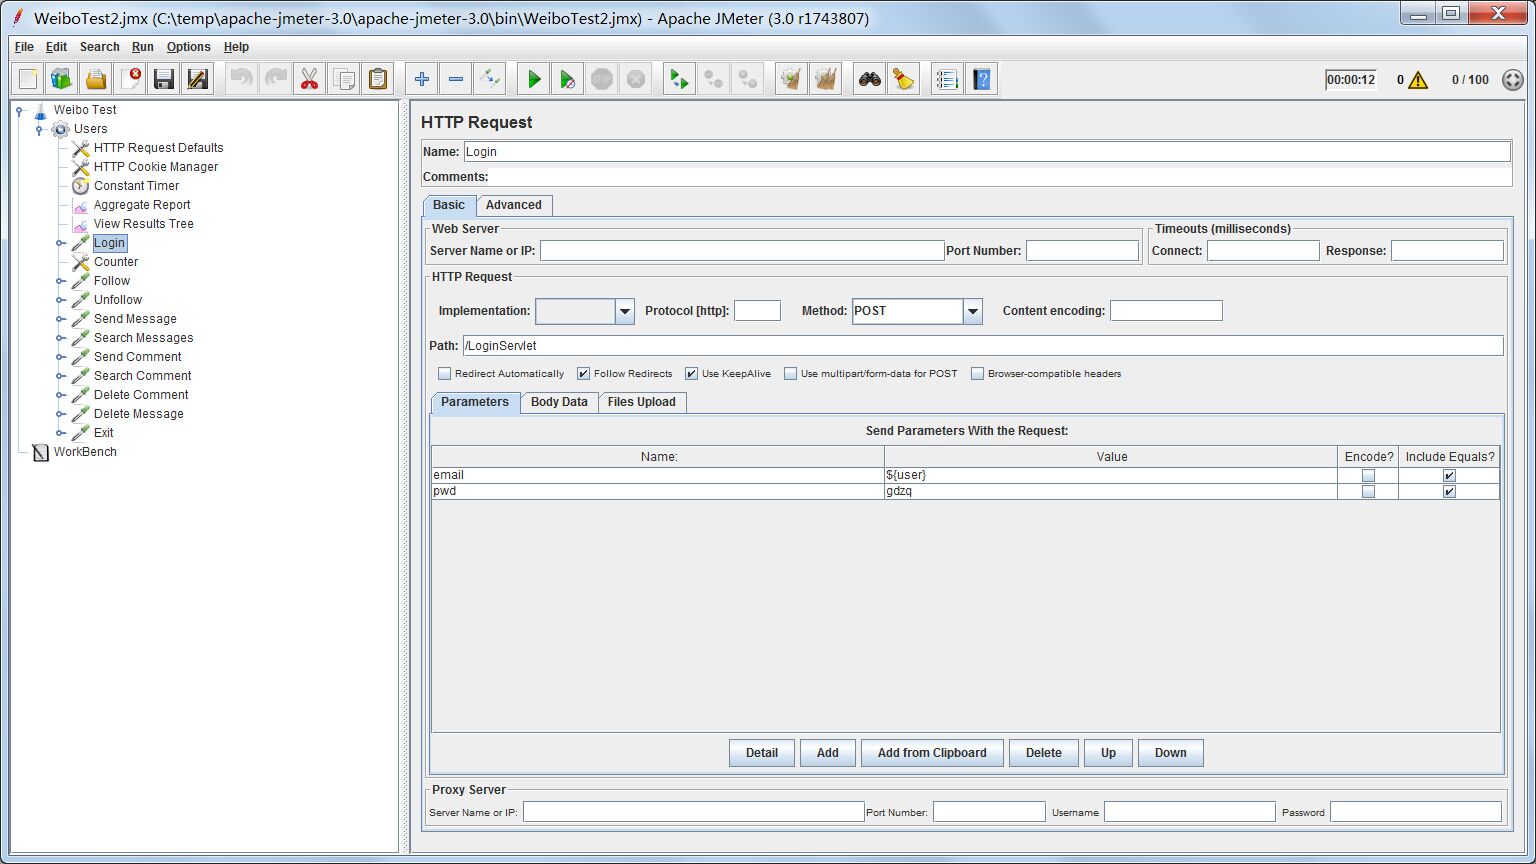 WeiboTest2.jmx (C:\temp\apache-jmeter-3.0\apache-jmeter-3.0\bin\WeiboTest2.jmx) - Apache JMeter (3.0 r1743807)
File Edit Search Run Options Help
00:00:12 0 0 / 100
Weibo Test
Users
HTTP Request Defaults
HTTP Cookie Manager
Constant Timer
Aggregate Report
View Results Tree
Login
Counter
Follow
Unfollow
Send Message
Search Messages
Send Comment
Search Comment
Delete Comment
Delete Message
Exit
WorkBench
HTTP Request
Name: Login
Comments:
Basic Advanced
Web Server Timeouts (milliseconds)
Server Name or IP: Port Number: Connect: Response:
HTTP Request
Implementation: Protocol [http]: Method: POST Content encoding:
Path: /LoginServlet
Redirect Automatically Follow Redirects Use KeepAlive Use multipart/form-data for POST Browser-compatible headers
Parameters Body Data Files Upload
Send Parameters With the Request:
Name: Value Encode? Include Equals?
email ${user}
pwd gdzq
Detail Add Add from Clipboard Delete Up Down
Proxy Server
Server Name or IP: Port Number: Username Password